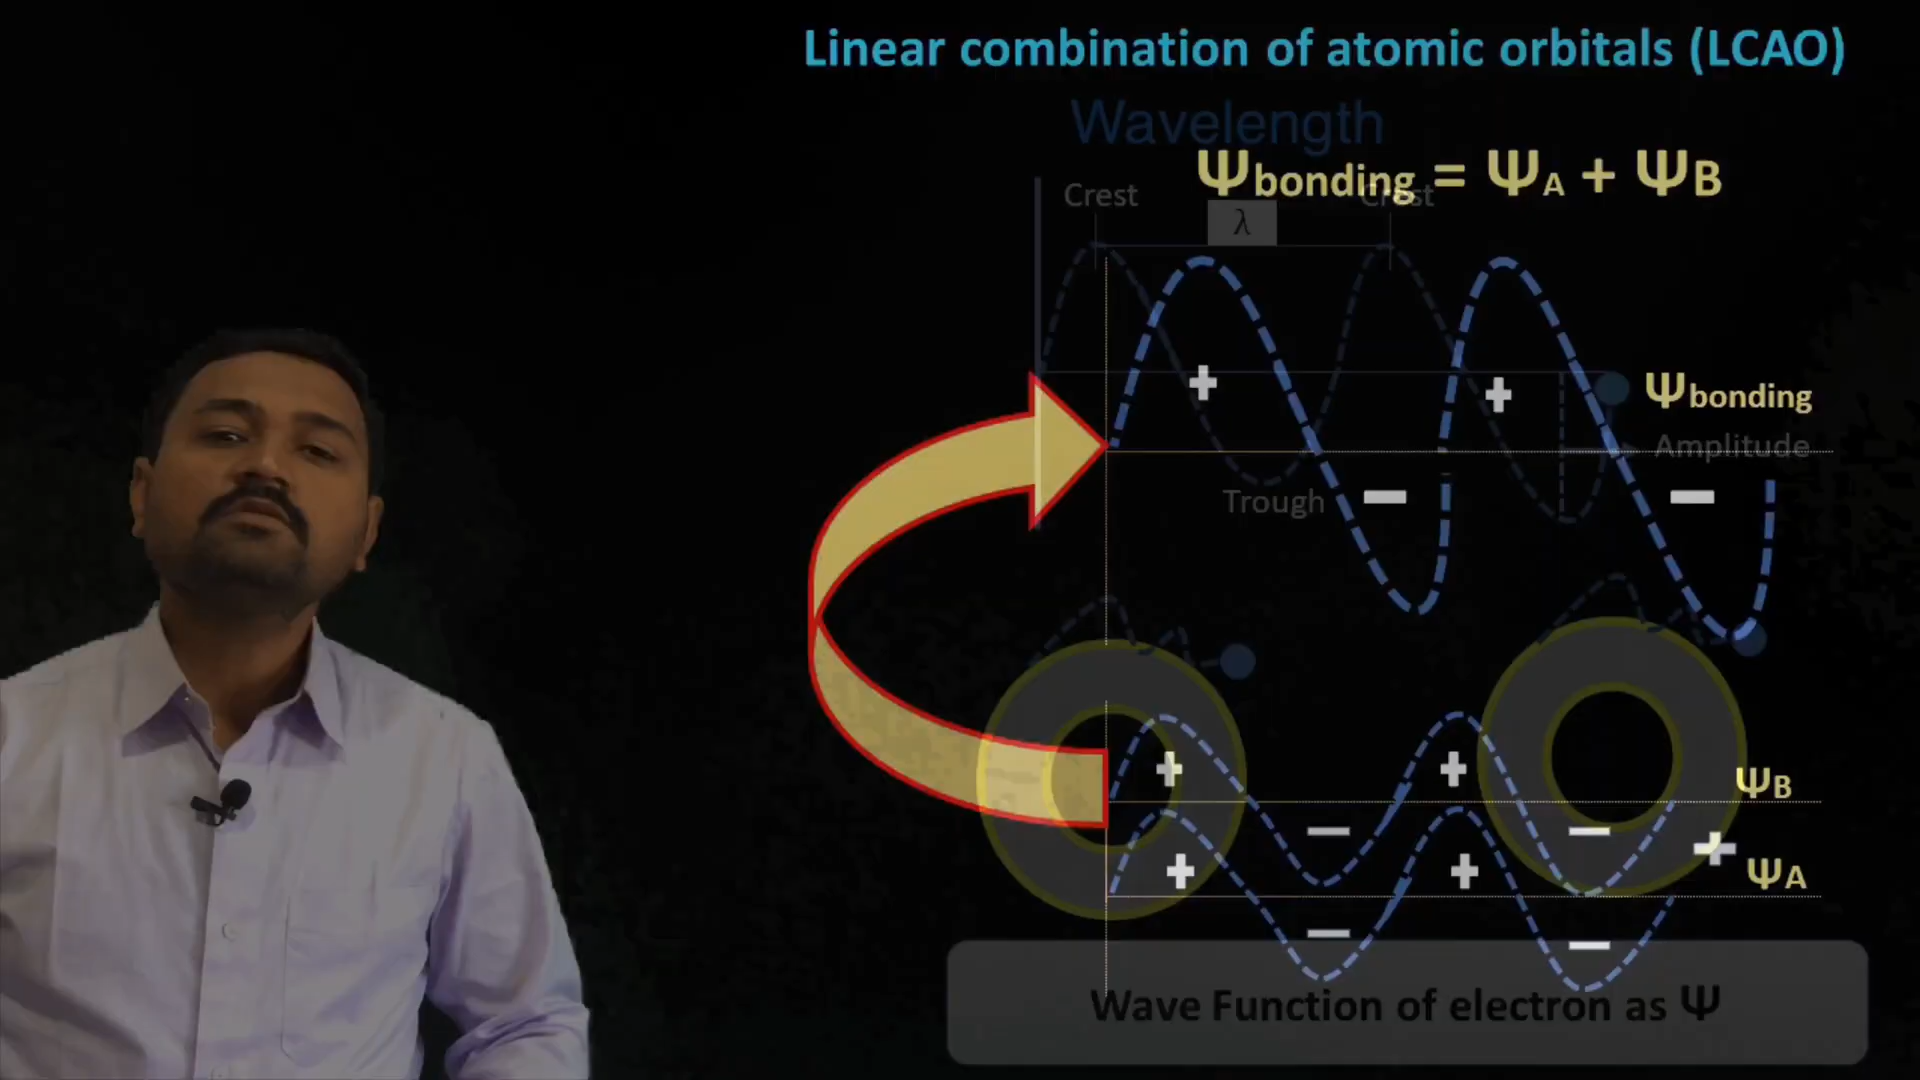 Linear combination of atomic orbitals (LCAO)
Wavelength
Ψbonding = ΨA + ΨB
Crest
Crest
λ
+
+
Ψbonding
Amplitude
Trough
−
−
+
+
ΨB
−
−
+
+
+
ΨA
−
−
Wave Function of electron as Ψ